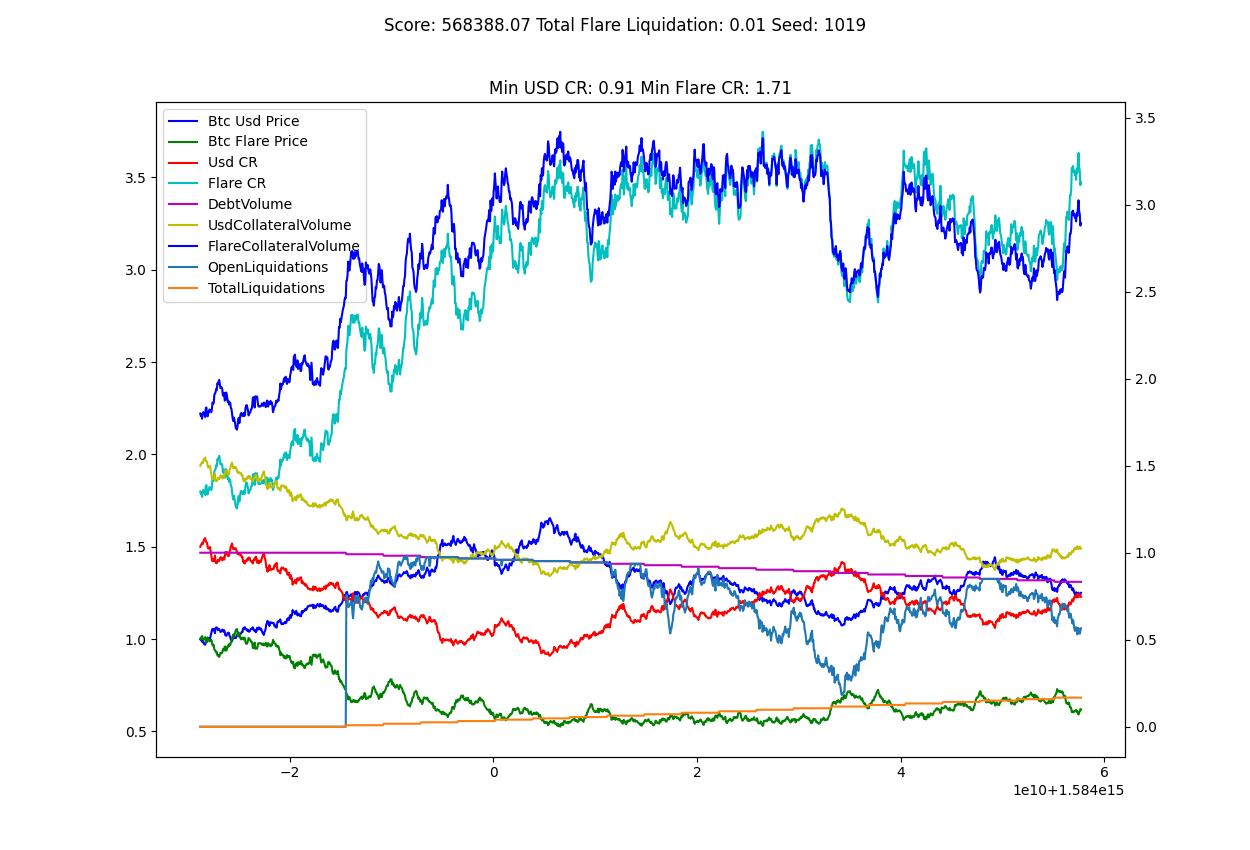 Score: 568388.07 Total Flare Liquidation: 0.01 Seed: 1019
Min USD CR: 0.91 Min Flare CR: 1.71
Btc Usd Price
Btc Flare Price
Usd CR
Flare CR
DebtVolume
UsdCollateralVolume
FlareCollateralVolume
OpenLiquidations
TotalLiquidations
3.5
3.0
2.5
2.0
1.5
1.0
0.5
3.5
3.0
2.5
2.0
1.5
1.0
0.5
0.0
−2 0 2 4 6
1e10+1.584e15